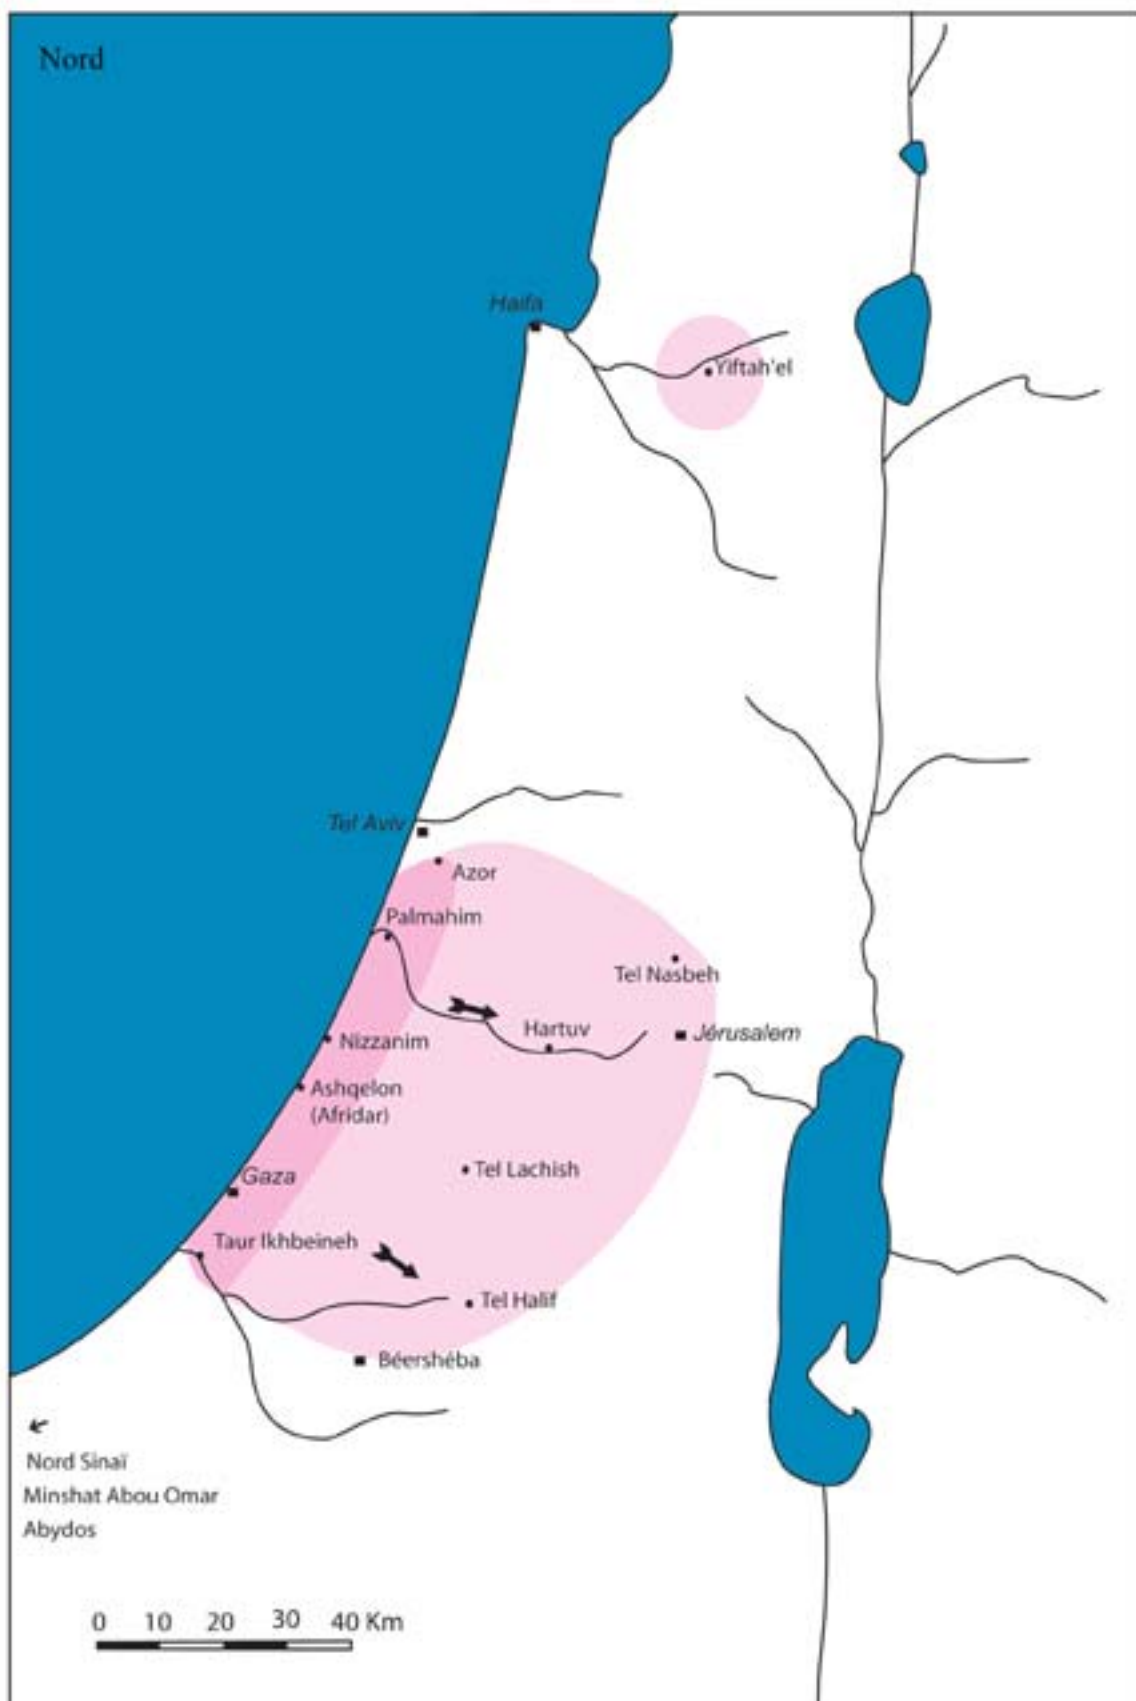 Nord
Haifa
Yiftah'el
Tel Aviv
Azor
Palmahim
Tel Nasbeh
Hartuv
Jérusalem
Nizzanim
Ashqelon
(Afridar)
Tel Lachish
Gaza
Taur Ikhbeineh
Tel Halif
Béershéba
Nord Sinaï
Minshat Abou Omar
Abydos
0 10 20 30 40 Km